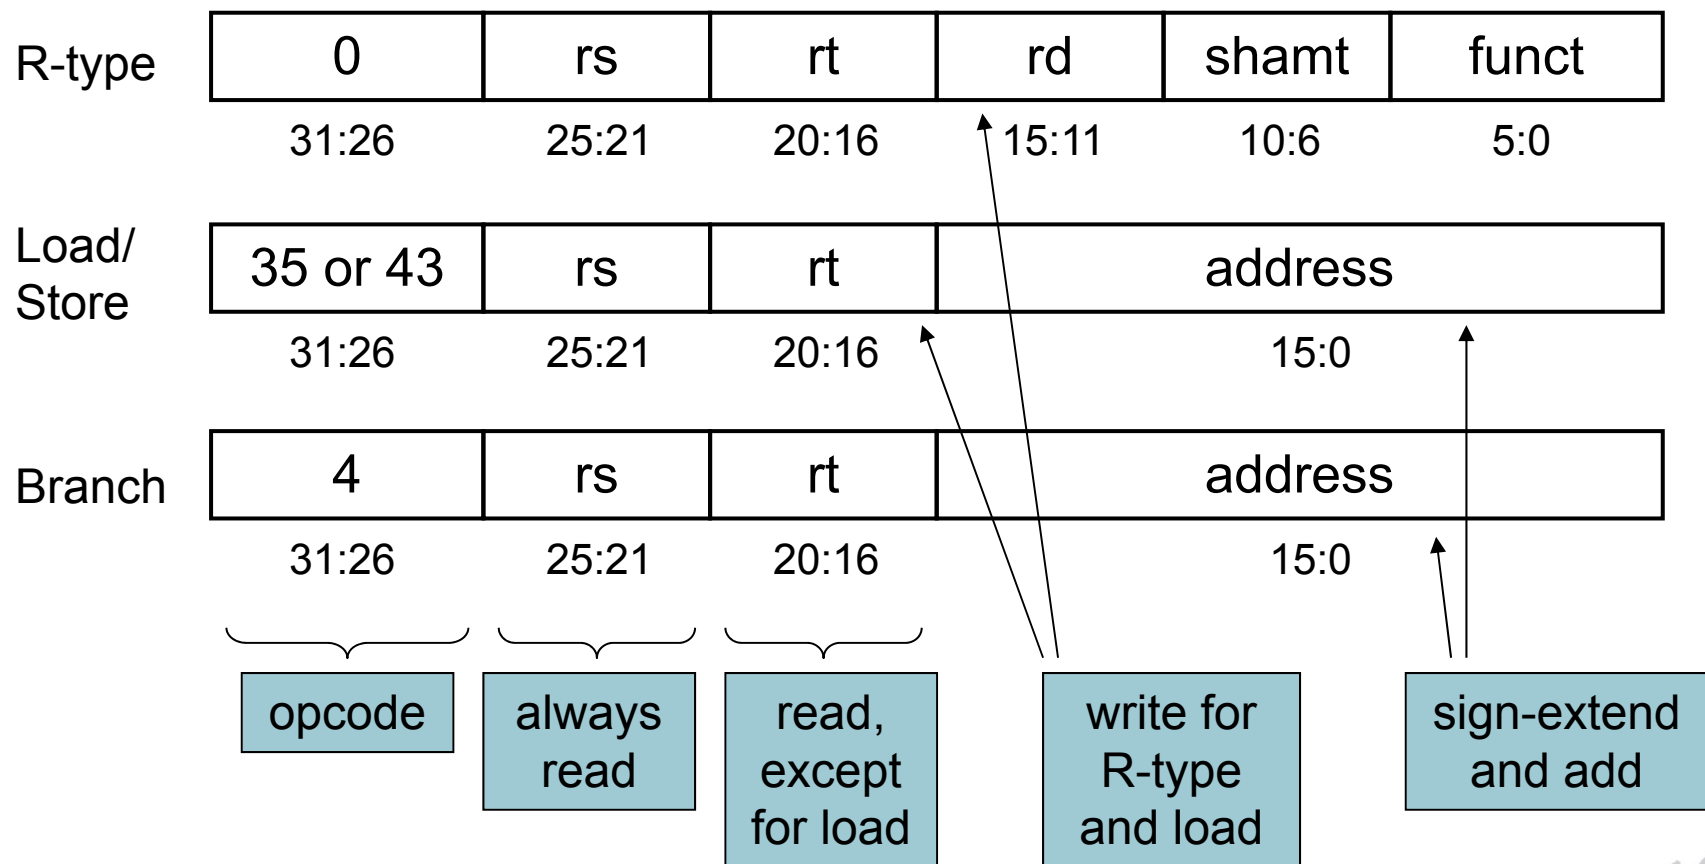 R-type
0 rs rt rd shamt funct
31:26 25:21 20:16 15:11 10:6 5:0
Load/
Store
35 or 43 rs rt address
31:26 25:21 20:16 15:0
Branch
4 rs rt address
31:26 25:21 20:16 15:0
opcode
always
read
read,
except
for load
write for
R-type
and load
sign-extend
and add